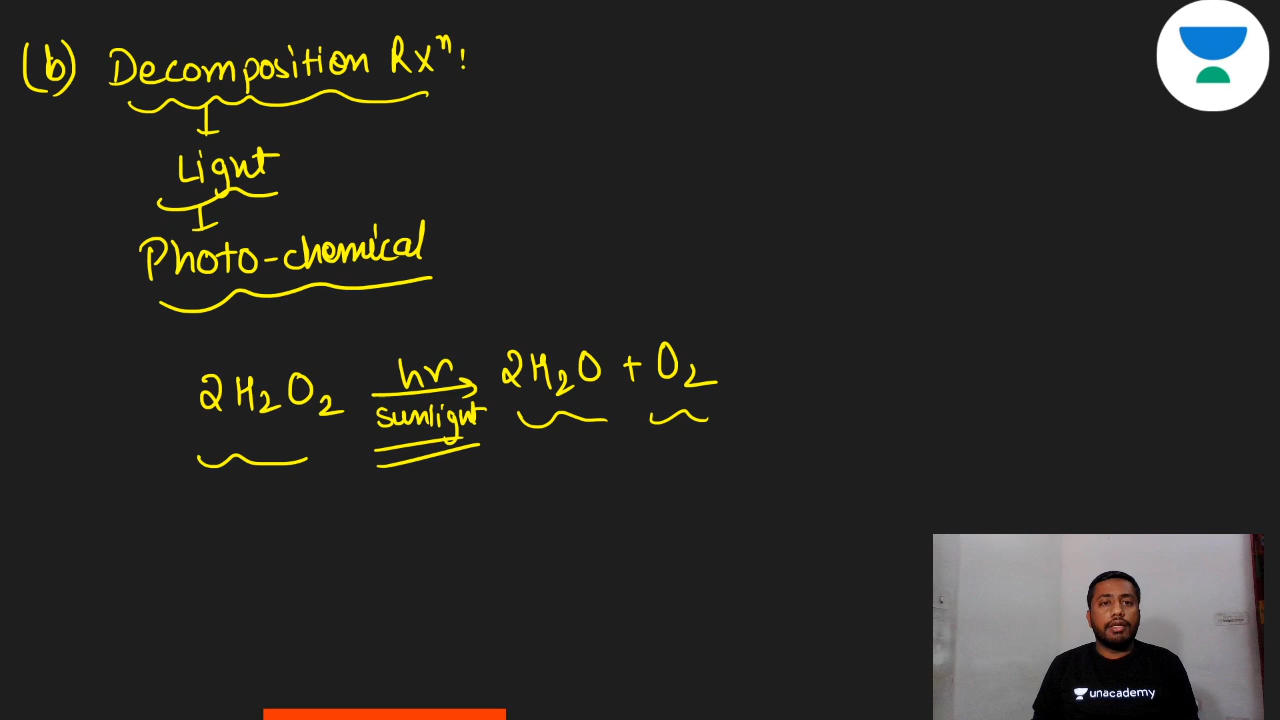 (b) Decomposition Rxⁿ:
Light
Photo-chemical
2H₂O₂ hν sunlight → 2H₂O + O₂
unacademy